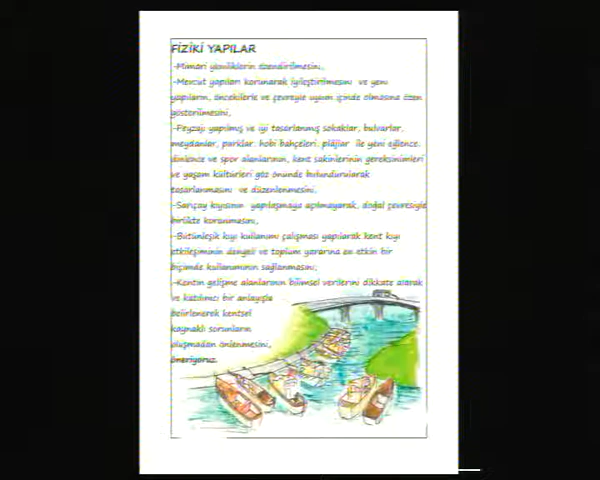 FİZİKİ YAPILAR
-Mimari yeniliklerin özendirilmesini,
-Mevcut yapıları korunarak iyileştirilmesini ve yeni
yapıların, öncekilerle ve çevreyle uyum içinde olmasına özen
gösterilmesini,
-Peyzajı yapılmış ve iyi tasarlanmış sokaklar, bulvarlar,
meydanlar, parklar, hobi bahçeleri, plajlar ile yeni eğlence,
dinlence ve spor alanlarının, kent sakinlerinin gereksinimleri
ve yaşam kültürleri göz önünde bulundurularak
tasarlanmasını ve düzenlenmesini,
-Sarıçay kıyısının yapılaşmaya açılmayarak, doğal çevresiyle
birlikte korunmasını,
-Bütünleşik kıyı kullanımı çalışması yapılarak kent kıyı
etkileşiminin dengeli ve toplum yararına en etkin bir
biçimde kullanımının sağlanmasını,
-Kentin gelişme alanlarının bilimsel verilerini dikkate alarak
ve katılımcı bir anlayışla
belirlenerek kentsel
kaynaklı sorunların
oluşmadan önlenmesini,
öneriyoruz.